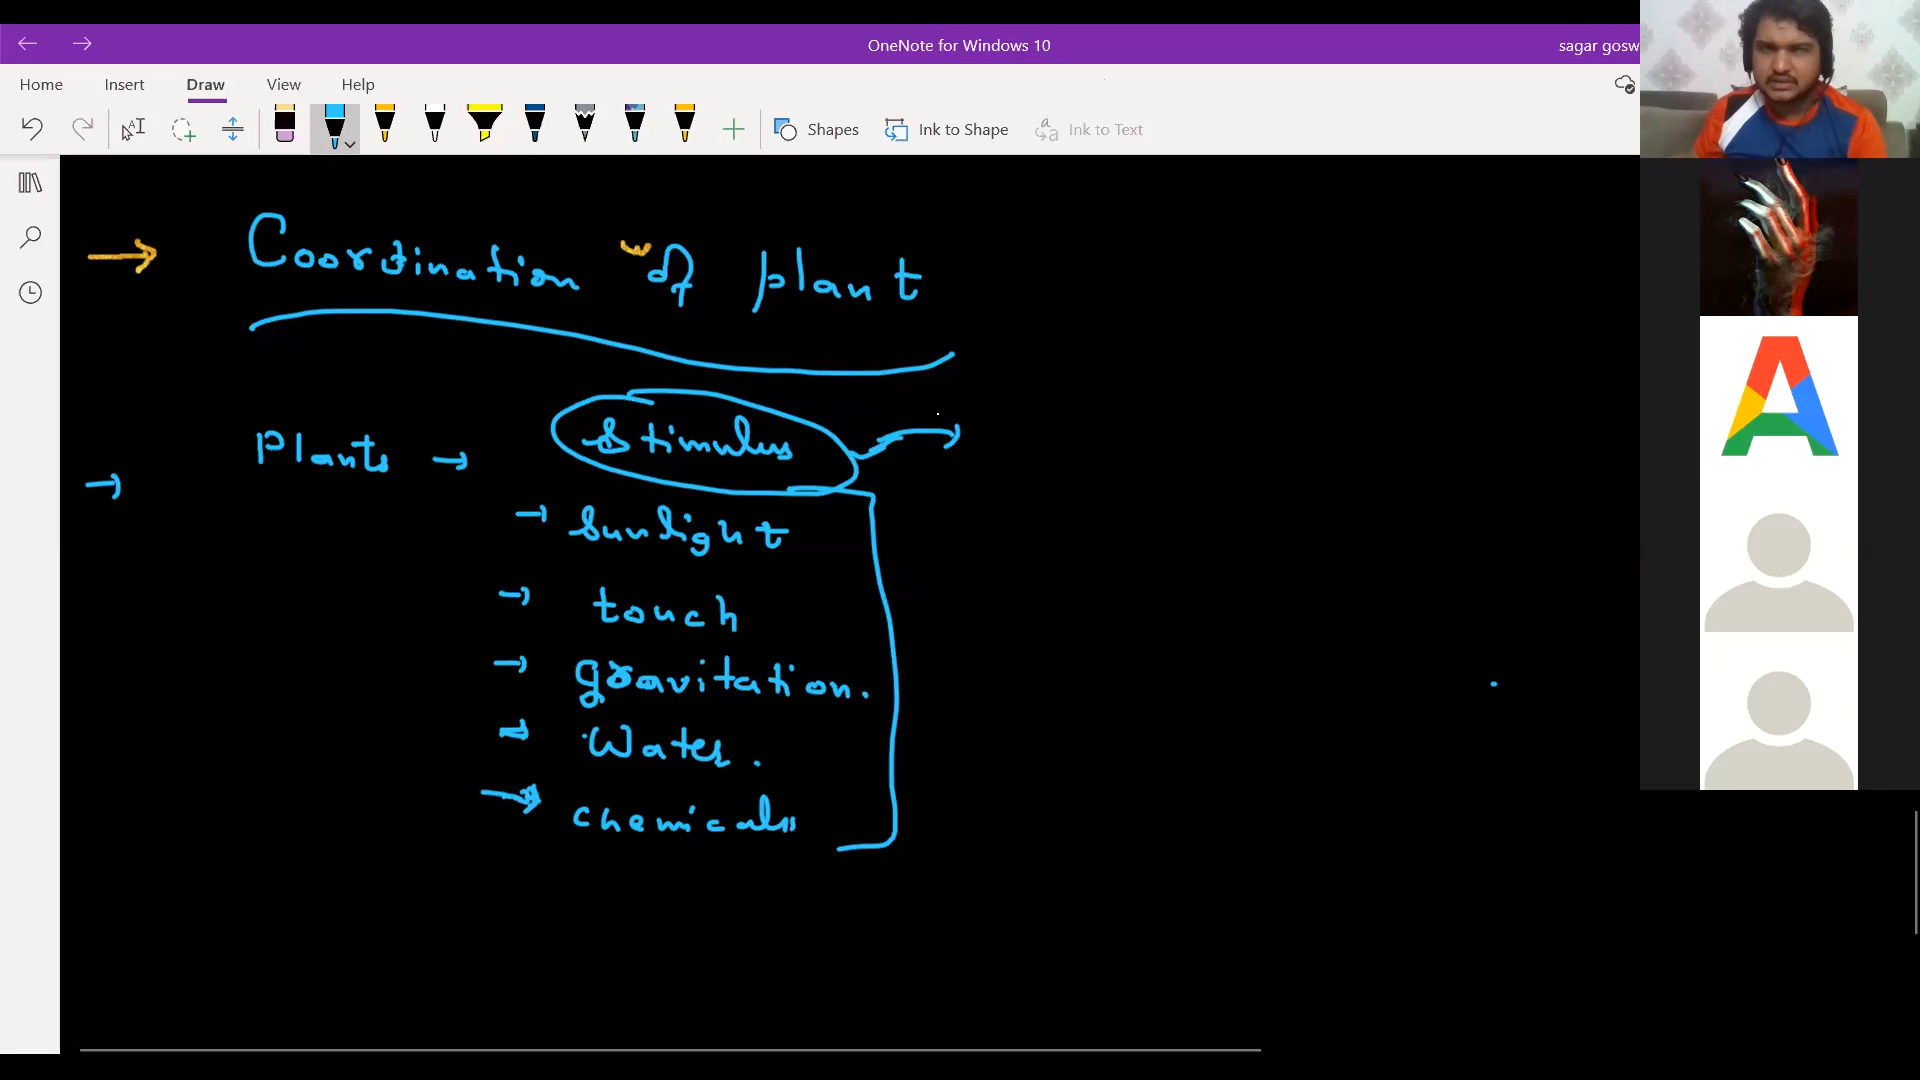 OneNote for Windows 10
sagar gosw
Home Insert Draw View Help
Shapes Ink to Shape Ink to Text
→ Coordination of plant
Plants → Stimulus →
→
→ Sunlight
→ touch
→ gravitation.
→ Water.
→ chemicals
A